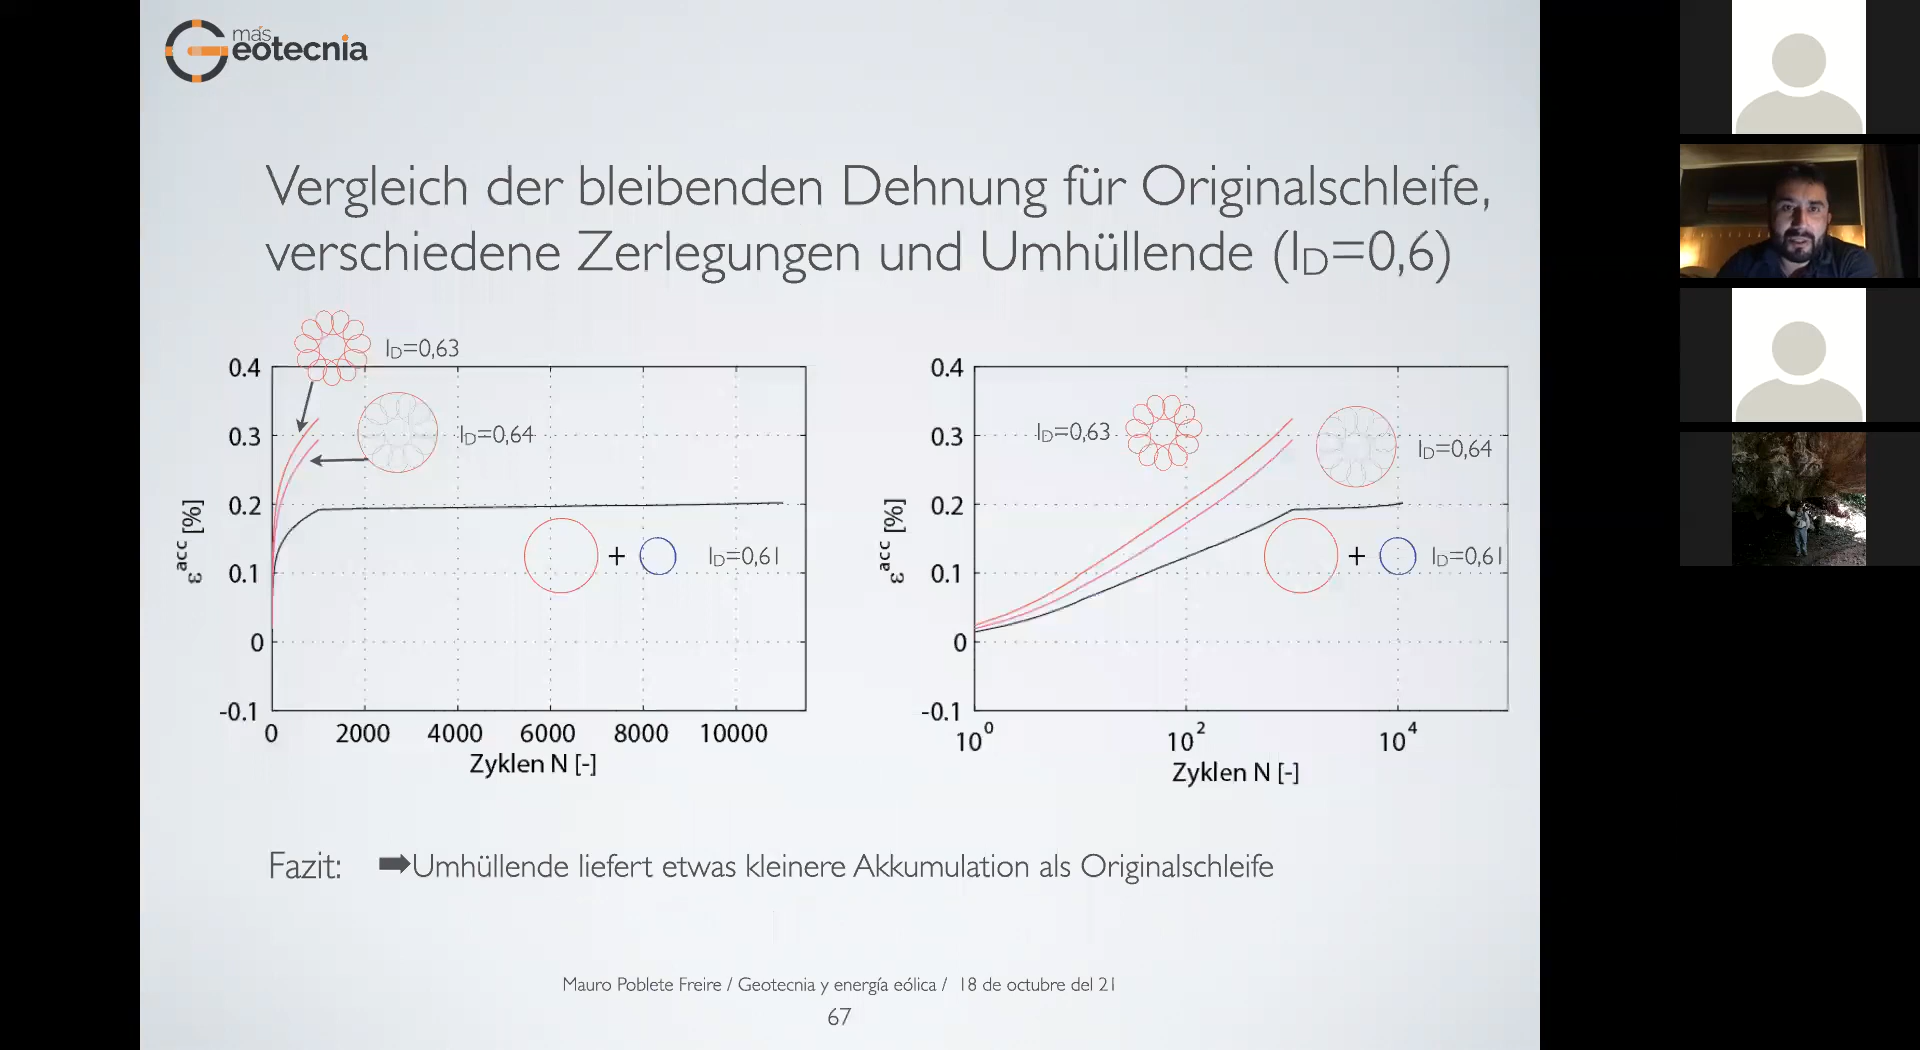 más
Geotecnia
Vergleich der bleibenden Dehnung für Originalschleife,
verschiedene Zerlegungen und Umhüllende (ID=0,6)
ID=0,63
ID=0,64
+
ID=0,61
0.4
0.3
0.2
0.1
0
-0.1
εacc [%]
0 2000 4000 6000 8000 10000
Zyklen N [-]
ID=0,63
ID=0,64
+
ID=0,61
0.4
0.3
0.2
0.1
0
-0.1
εacc [%]
10^0 10^2 10^4
Zyklen N [-]
Fazit: ➡Umhüllende liefert etwas kleinere Akkumulation als Originalschleife
Mauro Poblete Freire / Geotecnia y energía eólica / 18 de octubre del 21
67